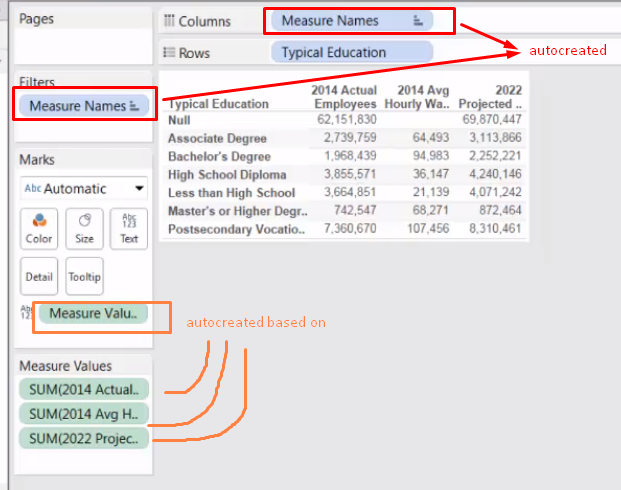 Pages
Columns
Measure Names
Rows
Typical Education
autocreated
Filters
Measure Names
Typical Education
2014 Actual Employees
2014 Avg Hourly Wa..
2022 Projected ..
Null 62,151,830 69,870,447
Associate Degree 2,739,759 64,493 3,113,866
Bachelor's Degree 1,968,439 94,983 2,252,221
High School Diploma 3,855,571 36,147 4,240,146
Less than High School 3,664,851 21,139 4,071,242
Master's or Higher Degr.. 742,547 68,271 872,464
Postsecondary Vocatio.. 7,360,670 107,456 8,310,461
Marks
Abc Automatic
Color
Size
Abc
123
Text
Detail
Tooltip
Abc
123
Measure Valu..
autocreated based on
Measure Values
SUM(2014 Actual..
SUM(2014 Avg H..
SUM(2022 Projec..